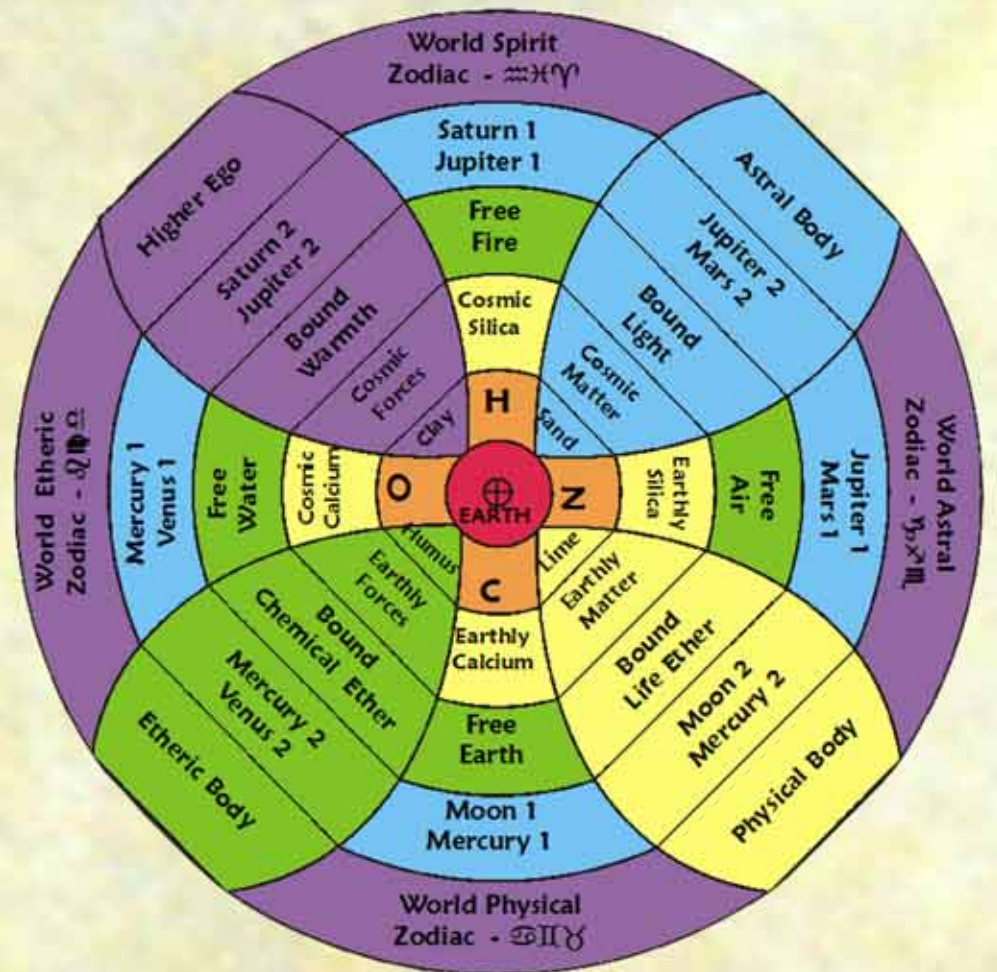 World Spirit
Zodiac - ♒♓♈
Saturn 1
Jupiter 1
Free
Fire
Cosmic
Silica
H
Higher Ego
Saturn 2
Jupiter 2
Bound
Warmth
Cosmic
Forces
Clay
Astral Body
Jupiter 2
Mars 2
Bound
Light
Cosmic
Matter
Sand
World Etheric
Zodiac - ♌♍♎
Mercury 1
Venus 1
Free
Water
Cosmic
Calcium
O
⊕
EARTH
N
Earthly
Silica
Free
Air
Jupiter 1
Mars 1
World Astral
Zodiac - ♑♐♏
Humus
Earthly
Forces
Bound
Chemical Ether
Mercury 2
Venus 2
Etheric Body
Lime
Earthly
Matter
Bound
Life Ether
Moon 2
Mercury 2
Physical Body
C
Earthly
Calcium
Free
Earth
Moon 1
Mercury 1
World Physical
Zodiac - ♋♊♉